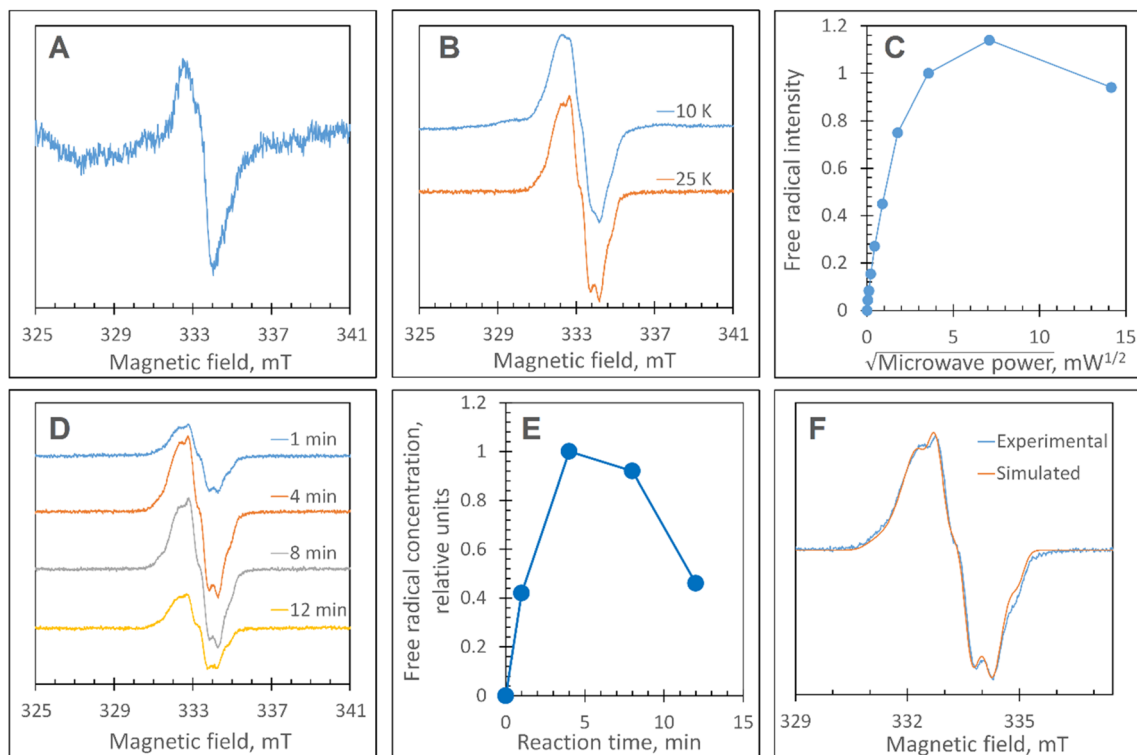 A
325 329 333 337 341
Magnetic field, mT
B
10 K
25 K
325 329 333 337 341
Magnetic field, mT
C
Free radical intensity
1.2
1
0.8
0.6
0.4
0.2
0
0 5 10 15
√Microwave power, mW1/2
D
1 min
4 min
8 min
12 min
325 329 333 337 341
Magnetic field, mT
E
Free radical concentration,
relative units
1.2
1
0.8
0.6
0.4
0.2
0
0 5 10 15
Reaction time, min
F
Experimental
Simulated
329 332 335
Magnetic field, mT